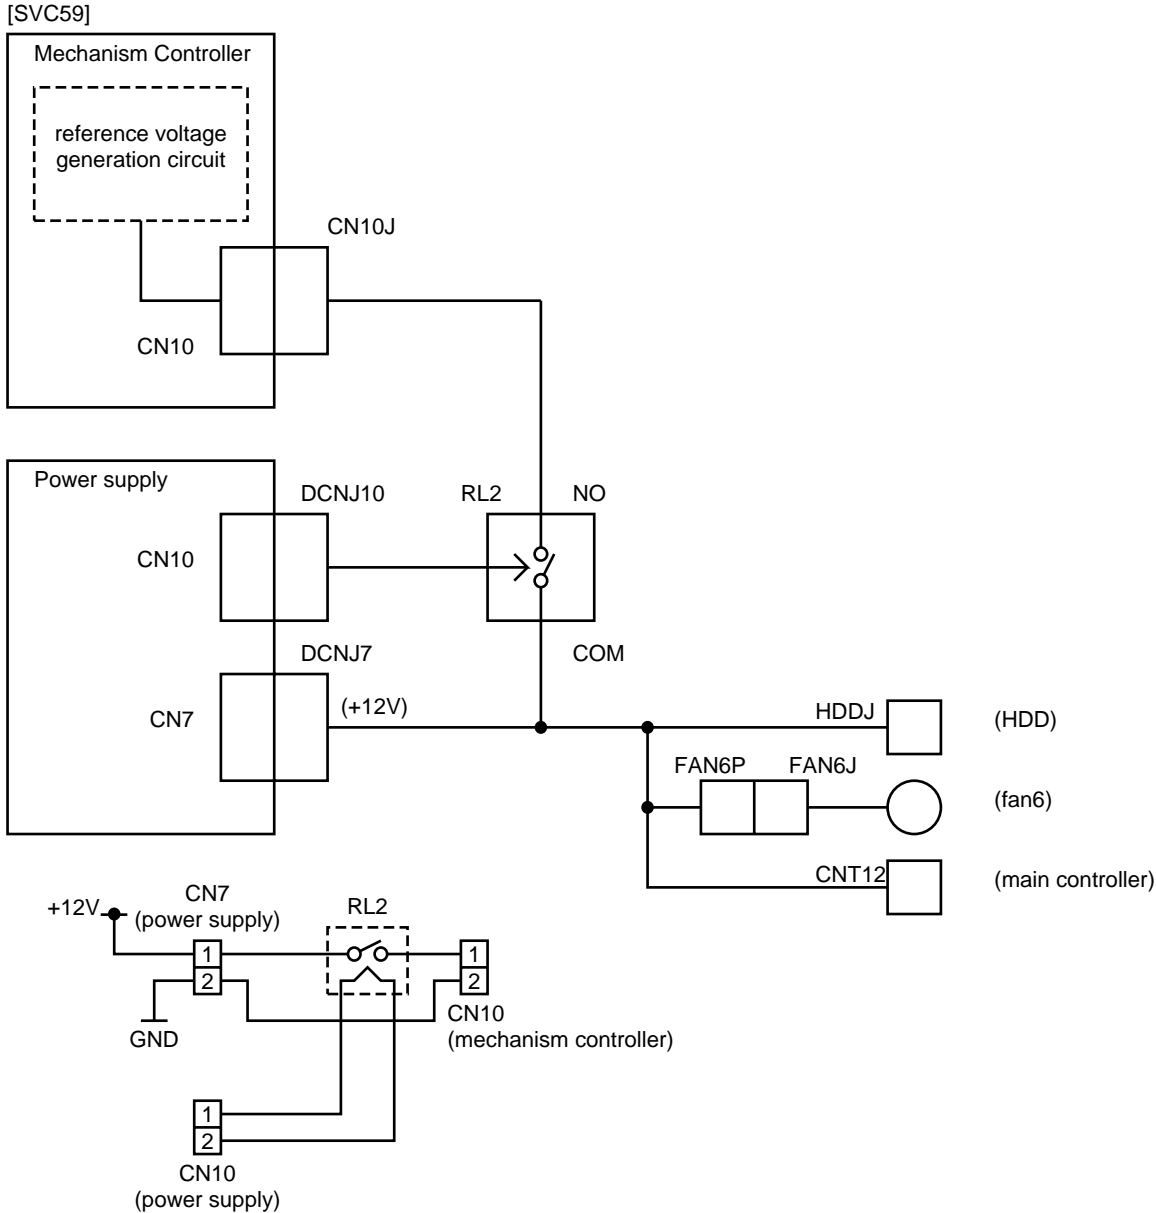 [SVC59]
Mechanism Controller
reference voltage
generation circuit
CN10J
CN10
Power supply
DCNJ10
RL2
NO
CN10
DCNJ7
COM
CN7
(+12V)
HDDJ
(HDD)
FAN6P
FAN6J
(fan6)
CNT12
(main controller)
+12V
CN7
(power supply)
RL2
1
2
1
2
GND
CN10
(mechanism controller)
1
2
CN10
(power supply)